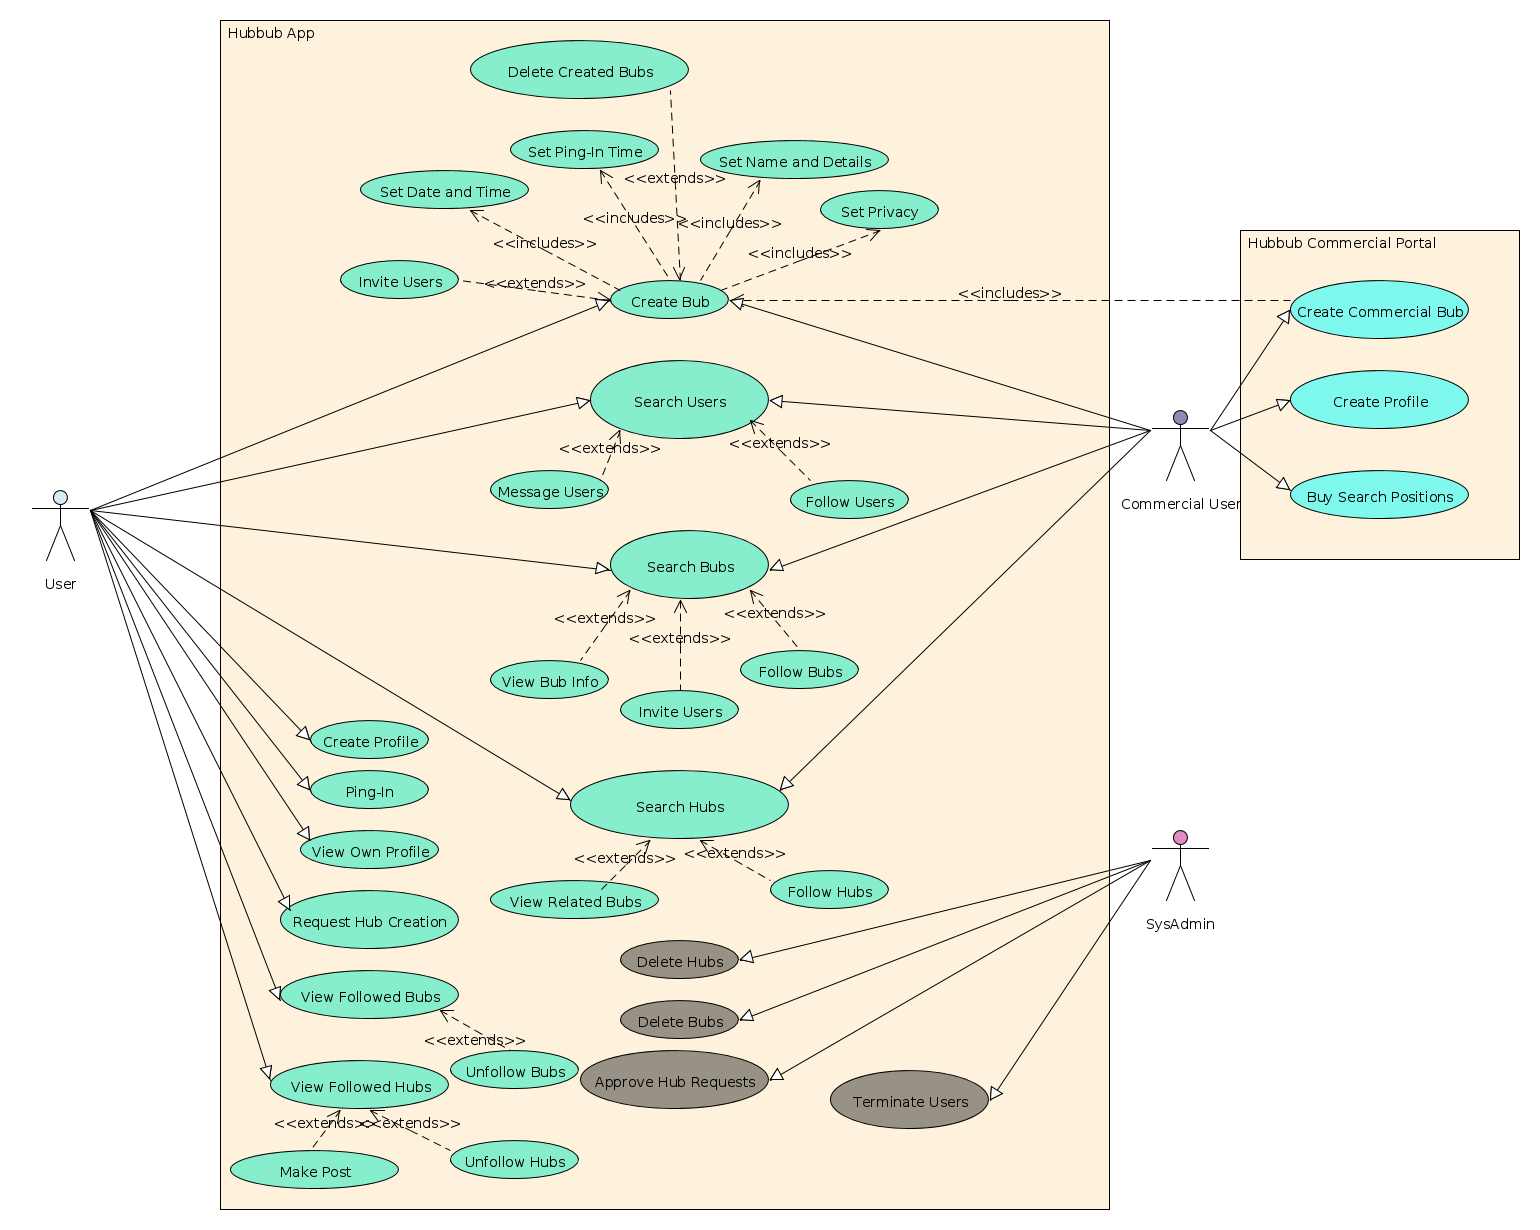 Hubbub App
Delete Created Bubs
Set Ping-In Time
Set Name and Details
<<extends>>
Set Date and Time
Set Privacy
<<includes>>
<<includes>>
<<includes>>
<<includes>>
Hubbub Commercial Portal
Invite Users
<<extends>>
Create Bub
<<includes>>
Create Commercial Bub
Search Users
Create Profile
<<extends>>
<<extends>>
Message Users
Follow Users
Commercial User
Buy Search Positions
Search Bubs
User
<<extends>>
<<extends>>
<<extends>>
View Bub Info
Follow Bubs
Invite Users
Create Profile
Ping-In
Search Hubs
View Own Profile
<<extends>>
<<extends>>
View Related Bubs
Follow Hubs
Request Hub Creation
SysAdmin
Delete Hubs
View Followed Bubs
Delete Bubs
<<extends>>
Unfollow Bubs
Approve Hub Requests
View Followed Hubs
Terminate Users
<<extends>>
<<extends>>
Make Post
Unfollow Hubs